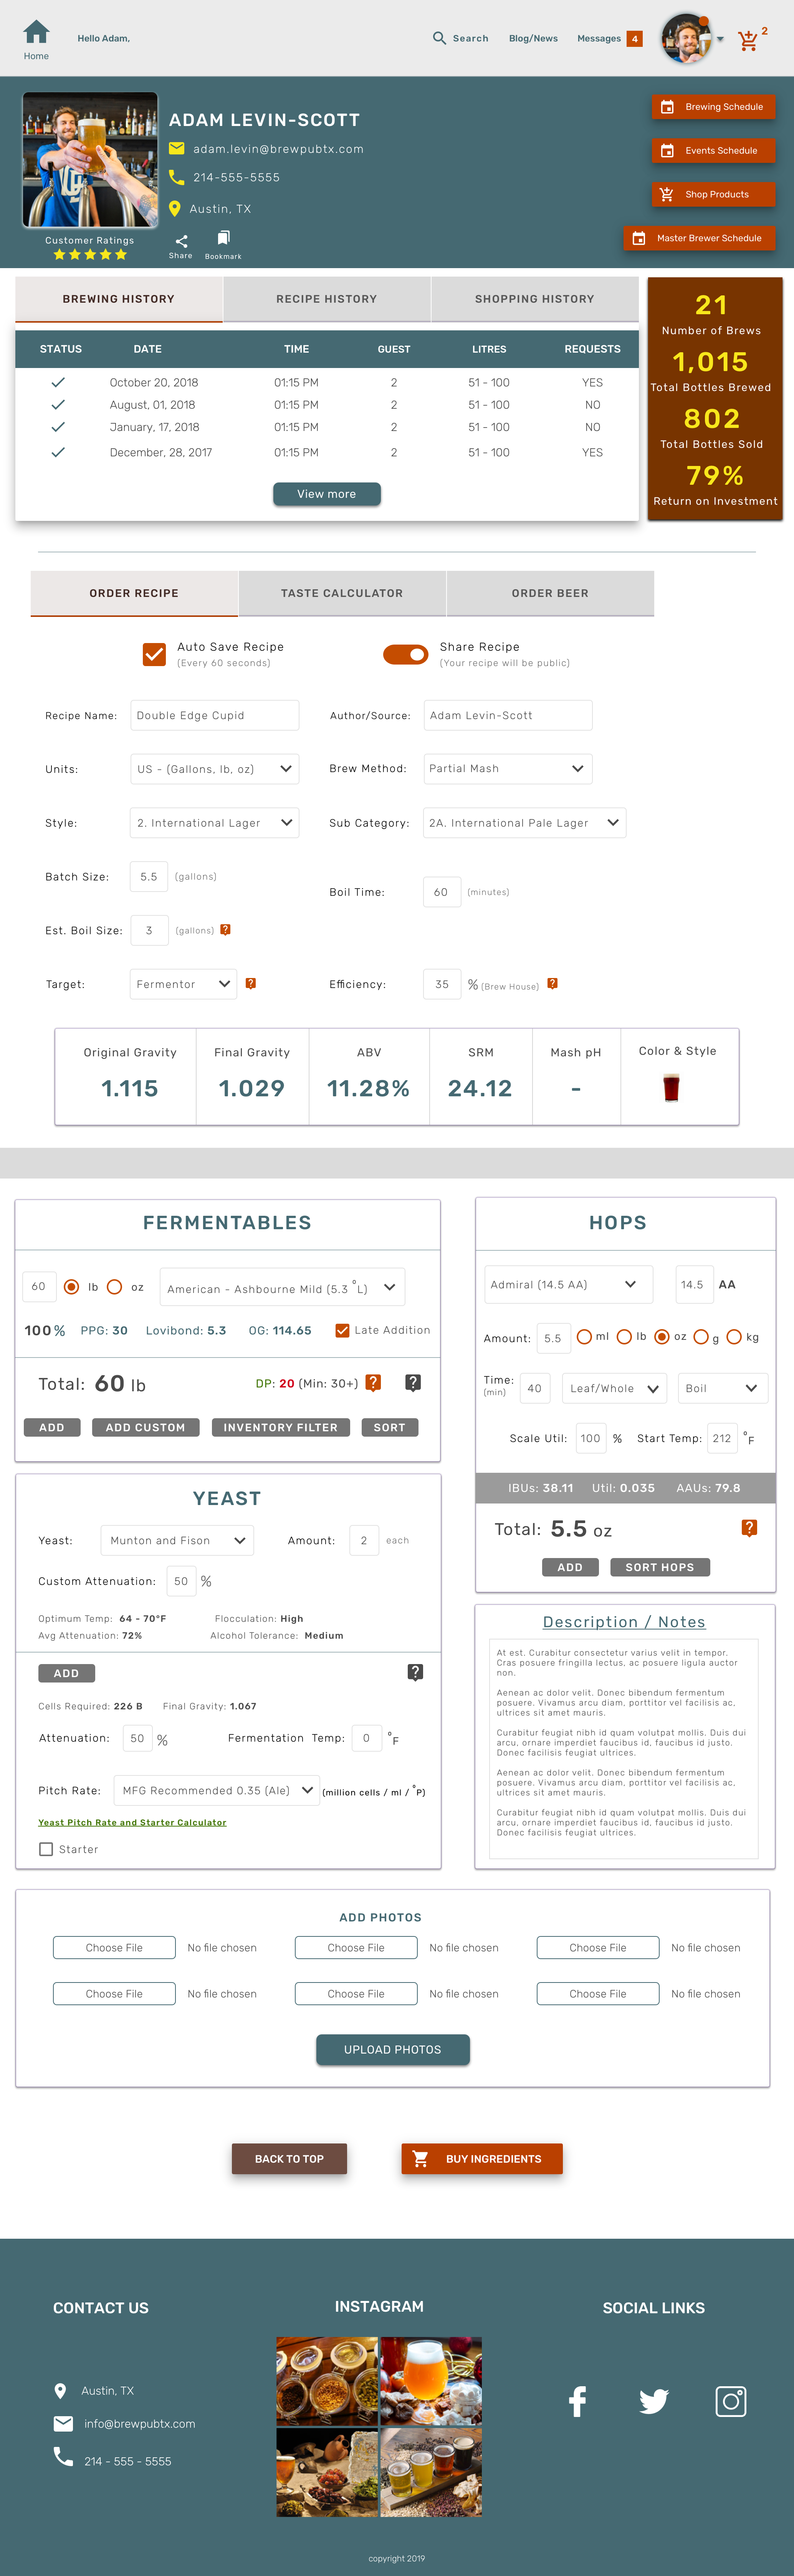 Home
Hello Adam,
Search
Blog/News
Messages 4
2
ADAM LEVIN-SCOTT
adam.levin@brewpubtx.com
214-555-5555
Austin, TX
Customer Ratings
Share
Bookmark
Brewing Schedule
Events Schedule
Shop Products
Master Brewer Schedule
BREWING HISTORY
RECIPE HISTORY
SHOPPING HISTORY
STATUS DATE TIME GUEST LITRES REQUESTS
October 20, 2018 01:15 PM 2 51 - 100 YES
August, 01, 2018 01:15 PM 2 51 - 100 NO
January, 17, 2018 01:15 PM 2 51 - 100 NO
December, 28, 2017 01:15 PM 2 51 - 100 YES
View more
21
Number of Brews
1,015
Total Bottles Brewed
802
Total Bottles Sold
79%
Return on Investment
ORDER RECIPE
TASTE CALCULATOR
ORDER BEER
Auto Save Recipe
(Every 60 seconds)
Share Recipe
(Your recipe will be public)
Recipe Name: Double Edge Cupid
Author/Source: Adam Levin-Scott
Units: US - (Gallons, lb, oz)
Brew Method: Partial Mash
Style: 2. International Lager
Sub Category: 2A. International Pale Lager
Batch Size: 5.5 (gallons)
Boil Time: 60 (minutes)
Est. Boil Size: 3 (gallons) ?
Target: Fermentor ?
Efficiency: 35 % (Brew House) ?
Original Gravity
1.115
Final Gravity
1.029
ABV
11.28%
SRM
24.12
Mash pH
-
Color & Style
FERMENTABLES
60 lb oz American - Ashbourne Mild (5.3 °L)
100% PPG: 30 Lovibond: 5.3 OG: 114.65 Late Addition
Total: 60 lb DP: 20 (Min: 30+) ? ?
ADD ADD CUSTOM INVENTORY FILTER SORT
HOPS
Admiral (14.5 AA) 14.5 AA
Amount: 5.5 ml lb oz g kg
Time:
(min) 40 Leaf/Whole Boil
Scale Util: 100 % Start Temp: 212 °F
IBUs: 38.11 Util: 0.035 AAUs: 79.8
Total: 5.5 oz ?
ADD SORT HOPS
YEAST
Yeast: Munton and Fison Amount: 2 each
Custom Attenuation: 50 %
Optimum Temp: 64 - 70°F Flocculation: High
Avg Attenuation: 72% Alcohol Tolerance: Medium
ADD ?
Cells Required: 226 B Final Gravity: 1.067
Attenuation: 50 % Fermentation Temp: 0 °F
Pitch Rate: MFG Recommended 0.35 (Ale) (million cells / ml / °P)
Yeast Pitch Rate and Starter Calculator
Starter
Description / Notes
At est. Curabitur consectetur varius velit in tempor.
Cras posuere fringilla lectus, ac posuere ligula auctor
non.
Aenean ac dolor velit. Donec bibendum fermentum
posuere. Vivamus arcu diam, porttitor vel facilisis ac,
ultrices sit amet mauris.
Curabitur feugiat nibh id quam volutpat mollis. Duis dui
arcu, ornare imperdiet faucibus id, faucibus id justo.
Donec facilisis feugiat ultrices.
Aenean ac dolor velit. Donec bibendum fermentum
posuere. Vivamus arcu diam, porttitor vel facilisis ac,
ultrices sit amet mauris.
Curabitur feugiat nibh id quam volutpat mollis. Duis dui
arcu, ornare imperdiet faucibus id, faucibus id justo.
Donec facilisis feugiat ultrices.
ADD PHOTOS
Choose File No file chosen Choose File No file chosen Choose File No file chosen
Choose File No file chosen Choose File No file chosen Choose File No file chosen
UPLOAD PHOTOS
BACK TO TOP
BUY INGREDIENTS
CONTACT US
Austin, TX
info@brewpubtx.com
214 - 555 - 5555
INSTAGRAM
SOCIAL LINKS
copyright 2019